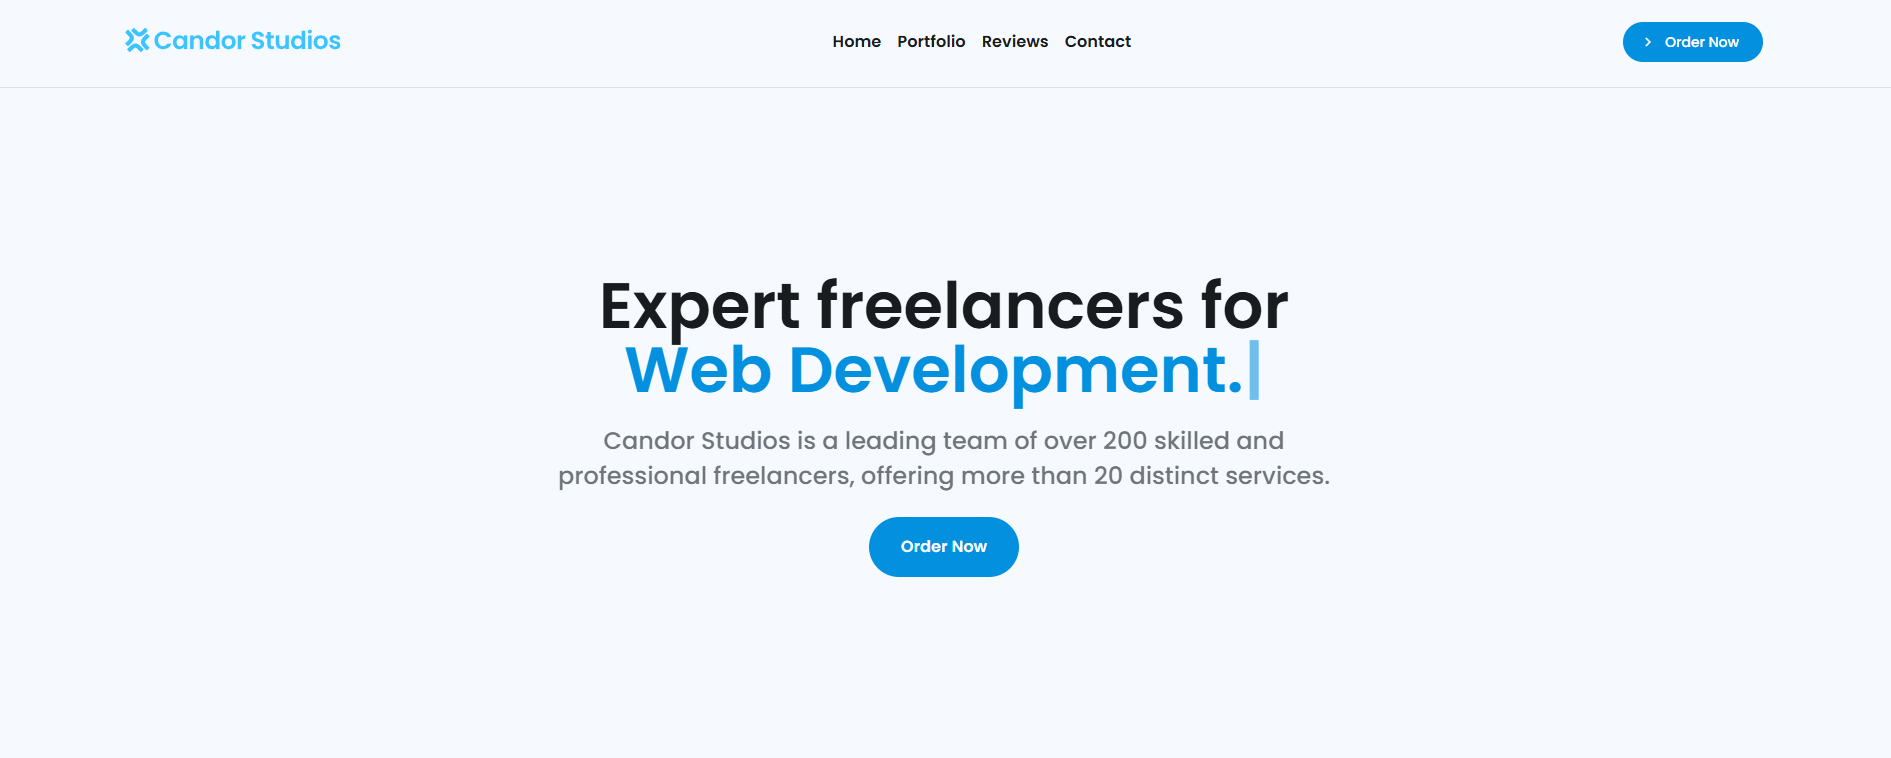 Candor Studios
Home Portfolio Reviews Contact
Order Now
Expert freelancers for
Web Development.
Candor Studios is a leading team of over 200 skilled and
professional freelancers, offering more than 20 distinct services.
Order Now